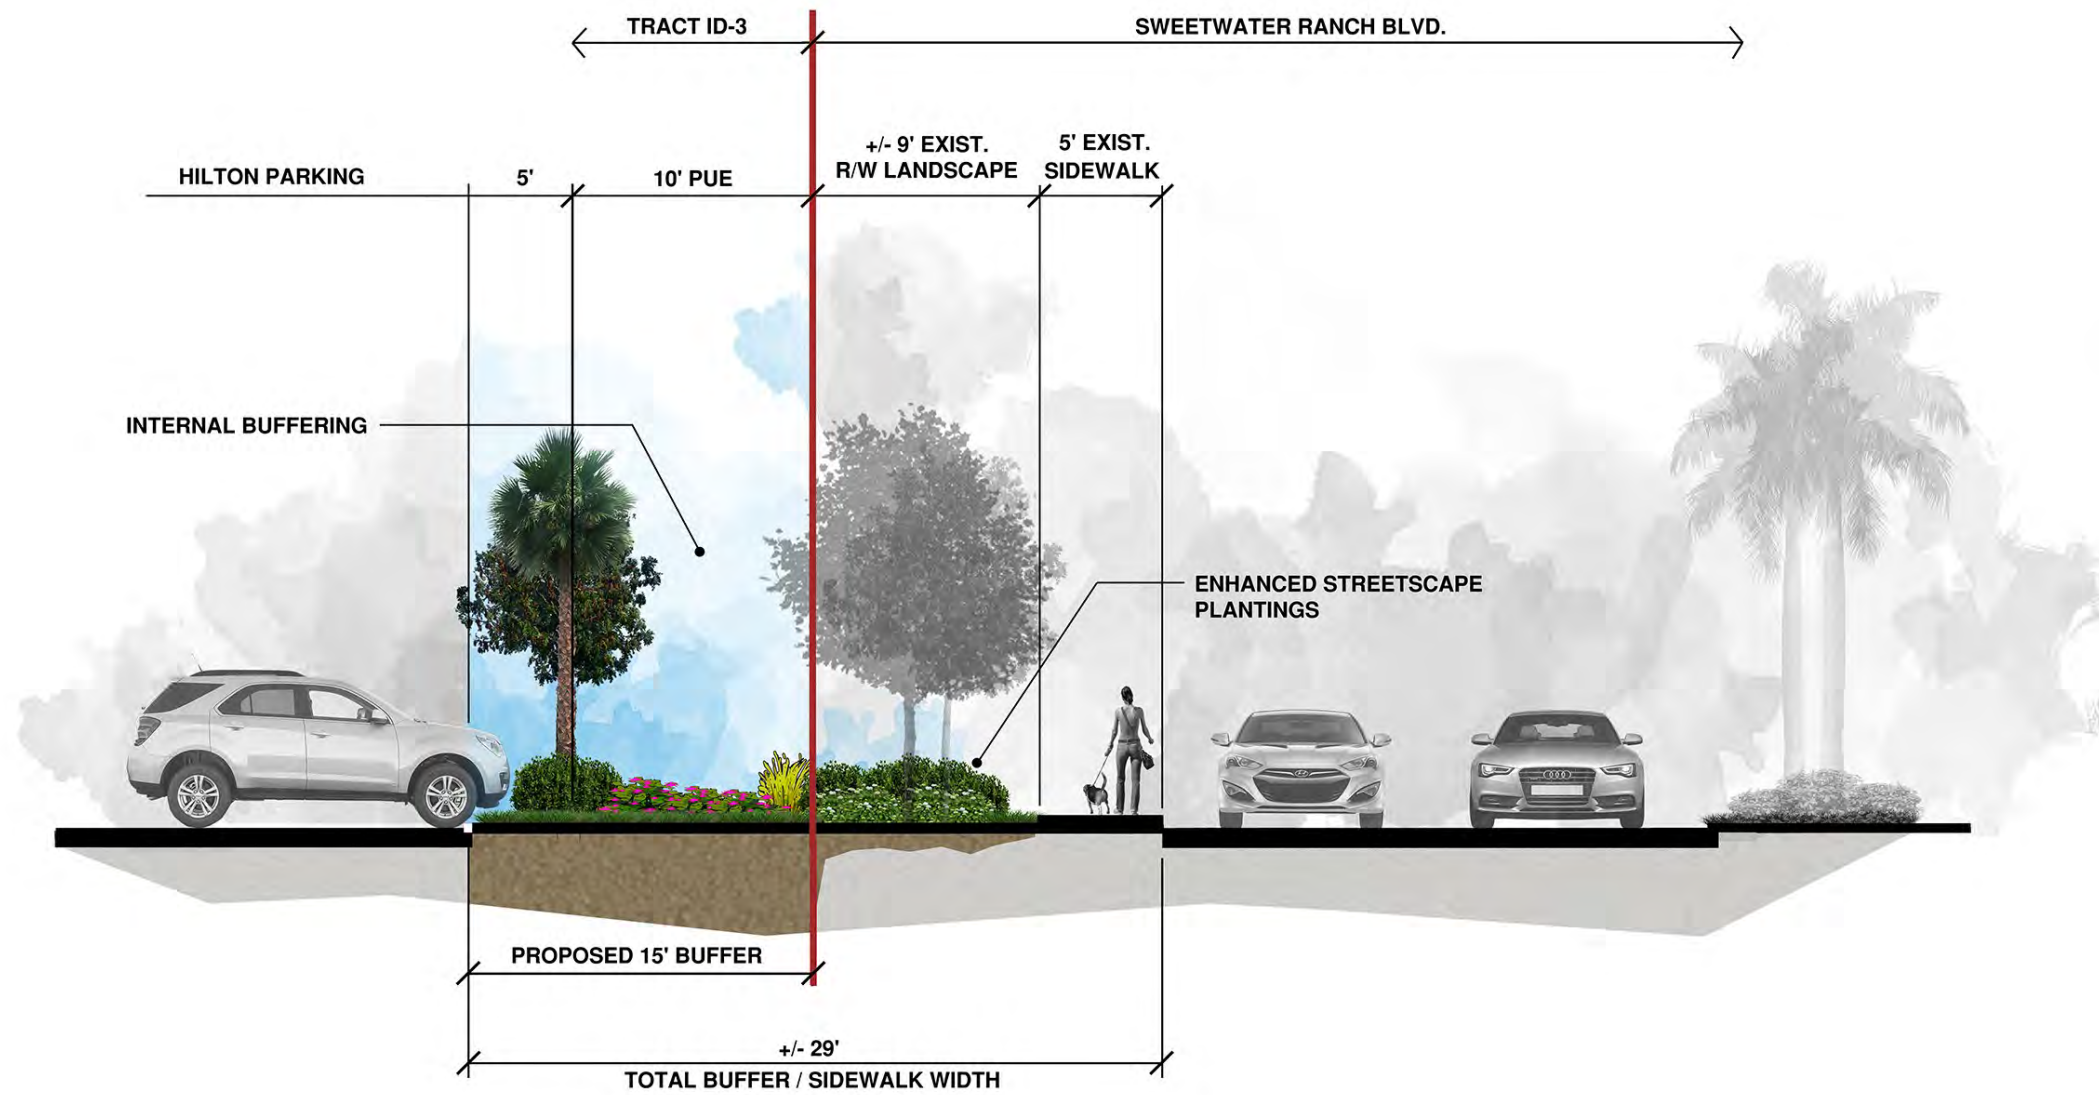 TRACT ID-3
SWEETWATER RANCH BLVD.
+/- 9' EXIST.
R/W LANDSCAPE
5' EXIST.
SIDEWALK
HILTON PARKING
5'
10' PUE
INTERNAL BUFFERING
ENHANCED STREETSCAPE
PLANTINGS
PROPOSED 15' BUFFER
+/- 29'
TOTAL BUFFER / SIDEWALK WIDTH